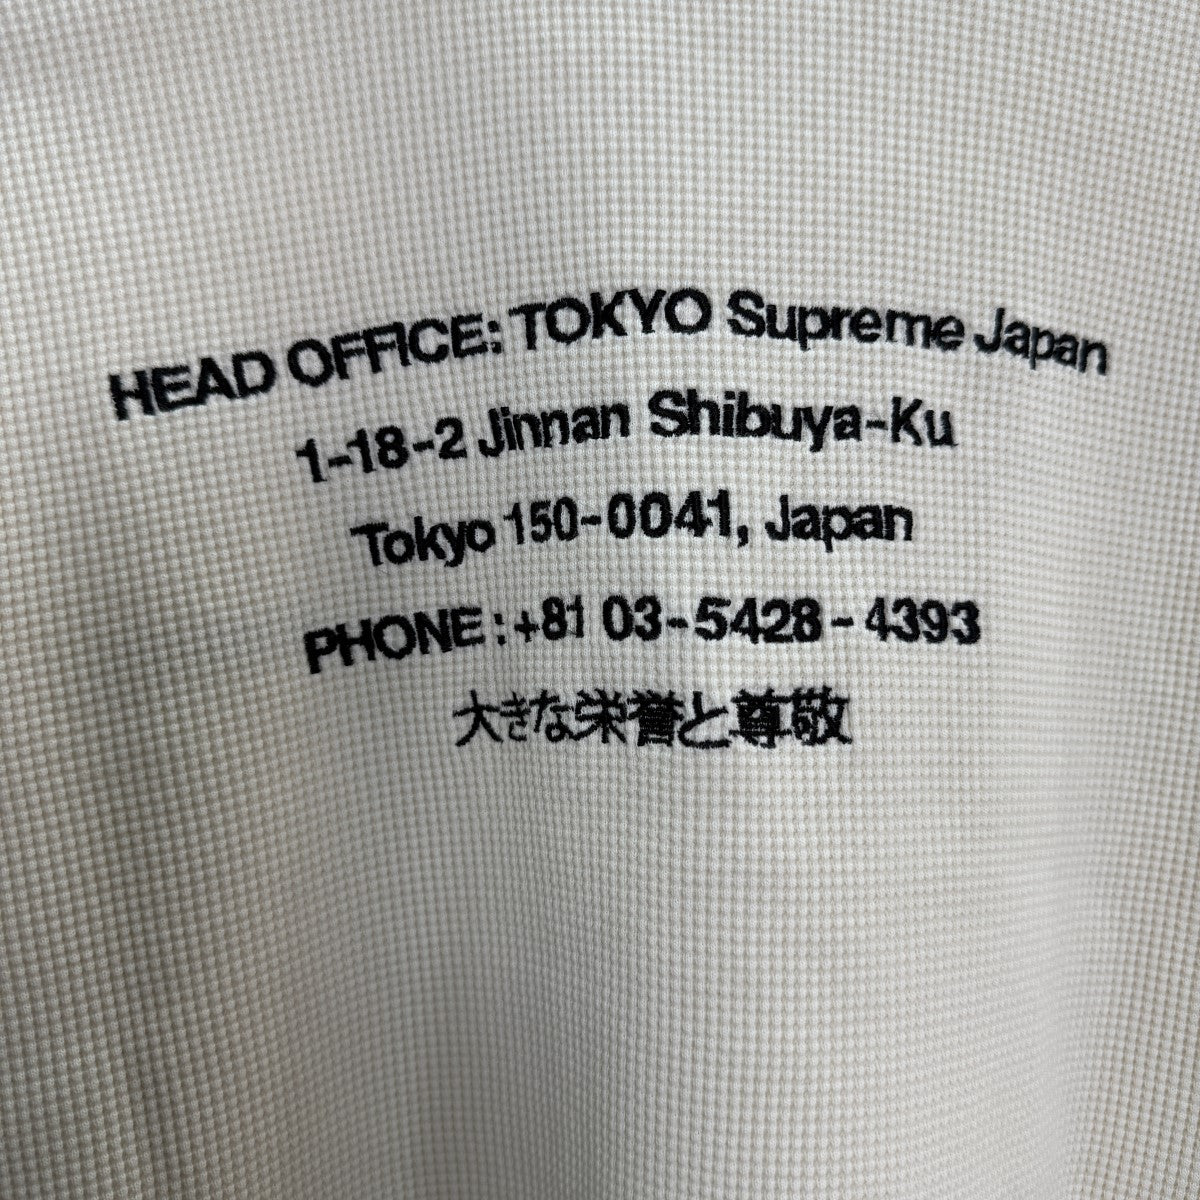 HEAD OFFICE: TOKYO Supreme Japan
1-18-2 Jinnan Shibuya-Ku
Tokyo 150-0041, Japan
PHONE: +81 03-5428-4393
大きな栄誉と尊敬